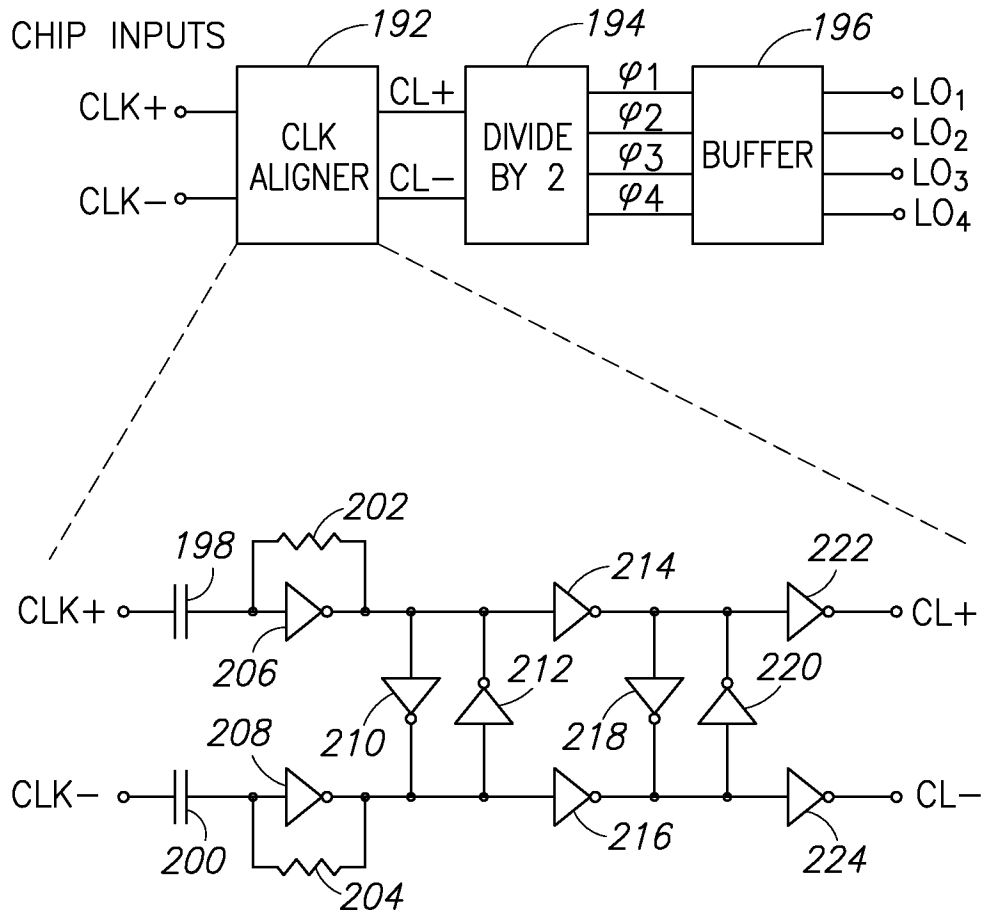 CHIP INPUTS
192
194
196
CLK+
CLK-
CLK
ALIGNER
CL+
CL-
DIVIDE
BY 2
φ1
φ2
φ3
φ4
BUFFER
LO1
LO2
LO3
LO4
202
198
214
222
CLK+
CL+
206
212
220
210
218
208
CLK-
CL-
200
204
216
224